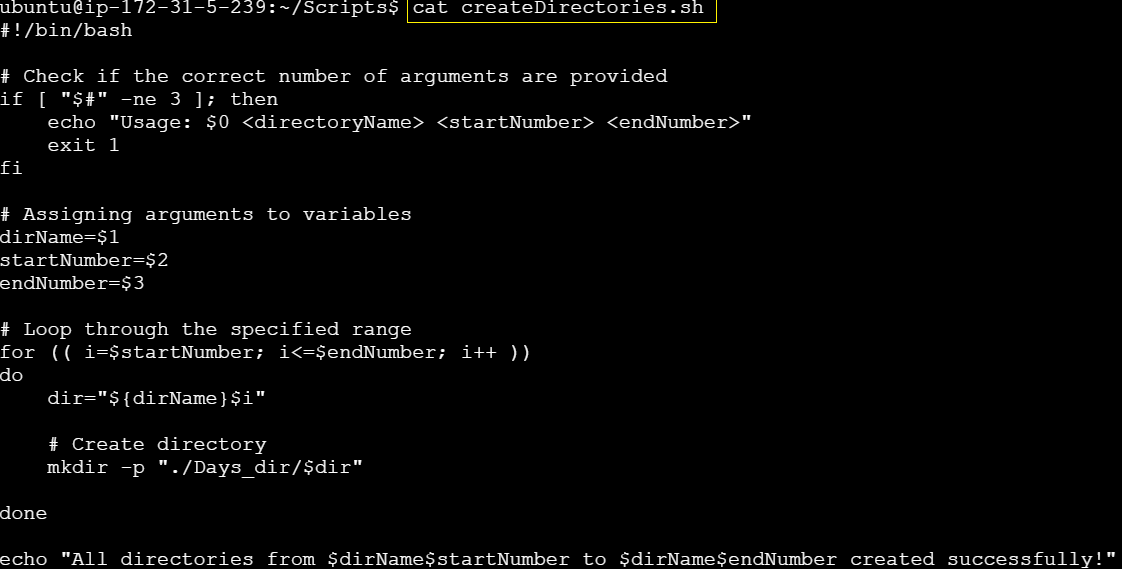 ubuntu@ip-172-31-5-239:~/Scripts$ cat createDirectories.sh
#!/bin/bash
# Check if the correct number of arguments are provided
if [ "$#" -ne 3 ]; then
    echo "Usage: $0 <directoryName> <startNumber> <endNumber>"
    exit 1
fi
# Assigning arguments to variables
dirName=$1
startNumber=$2
endNumber=$3
# Loop through the specified range
for (( i=$startNumber; i<=$endNumber; i++ ))
do
    dir="${dirName}$i"
    # Create directory
    mkdir -p "./Days_dir/$dir"
done
echo "All directories from $dirName$startNumber to $dirName$endNumber created successfully!"